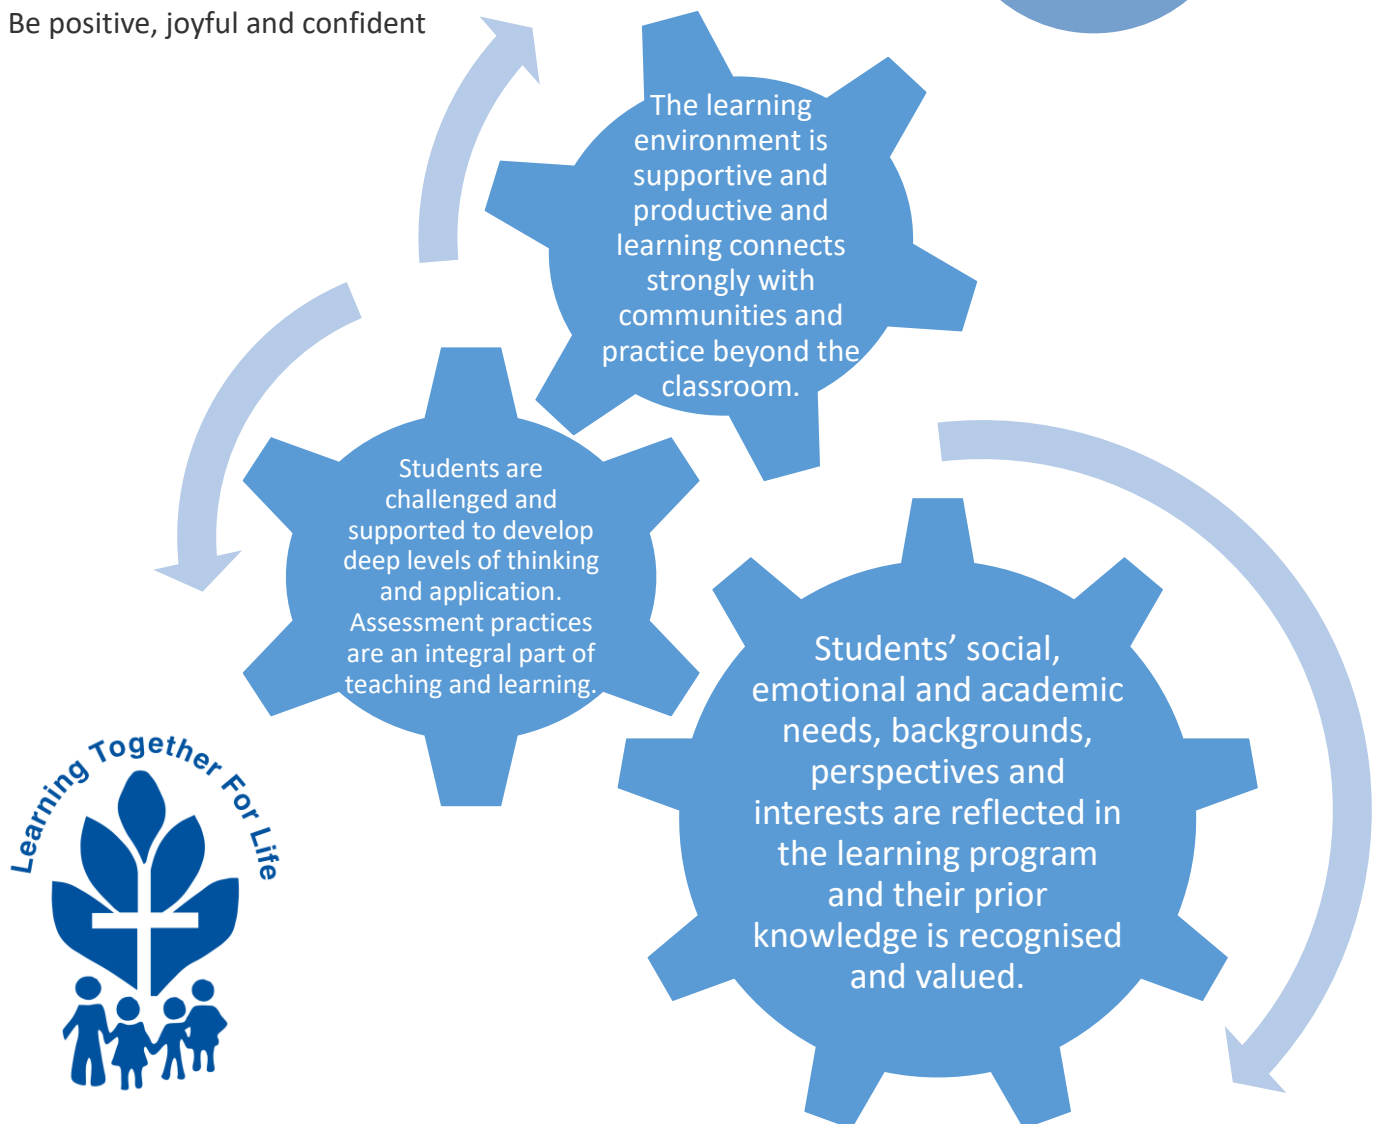 Be positive, joyful and confident
The learning
environment is
supportive and
productive and
learning connects
strongly with
communities and
practice beyond the
classroom.
Students are
challenged and
supported to develop
deep levels of thinking
and application.
Assessment practices
are an integral part of
teaching and learning.
Students’ social,
emotional and academic
needs, backgrounds,
perspectives and
interests are reflected in
the learning program
and their prior
knowledge is recognised
and valued.
Learning Together For Life